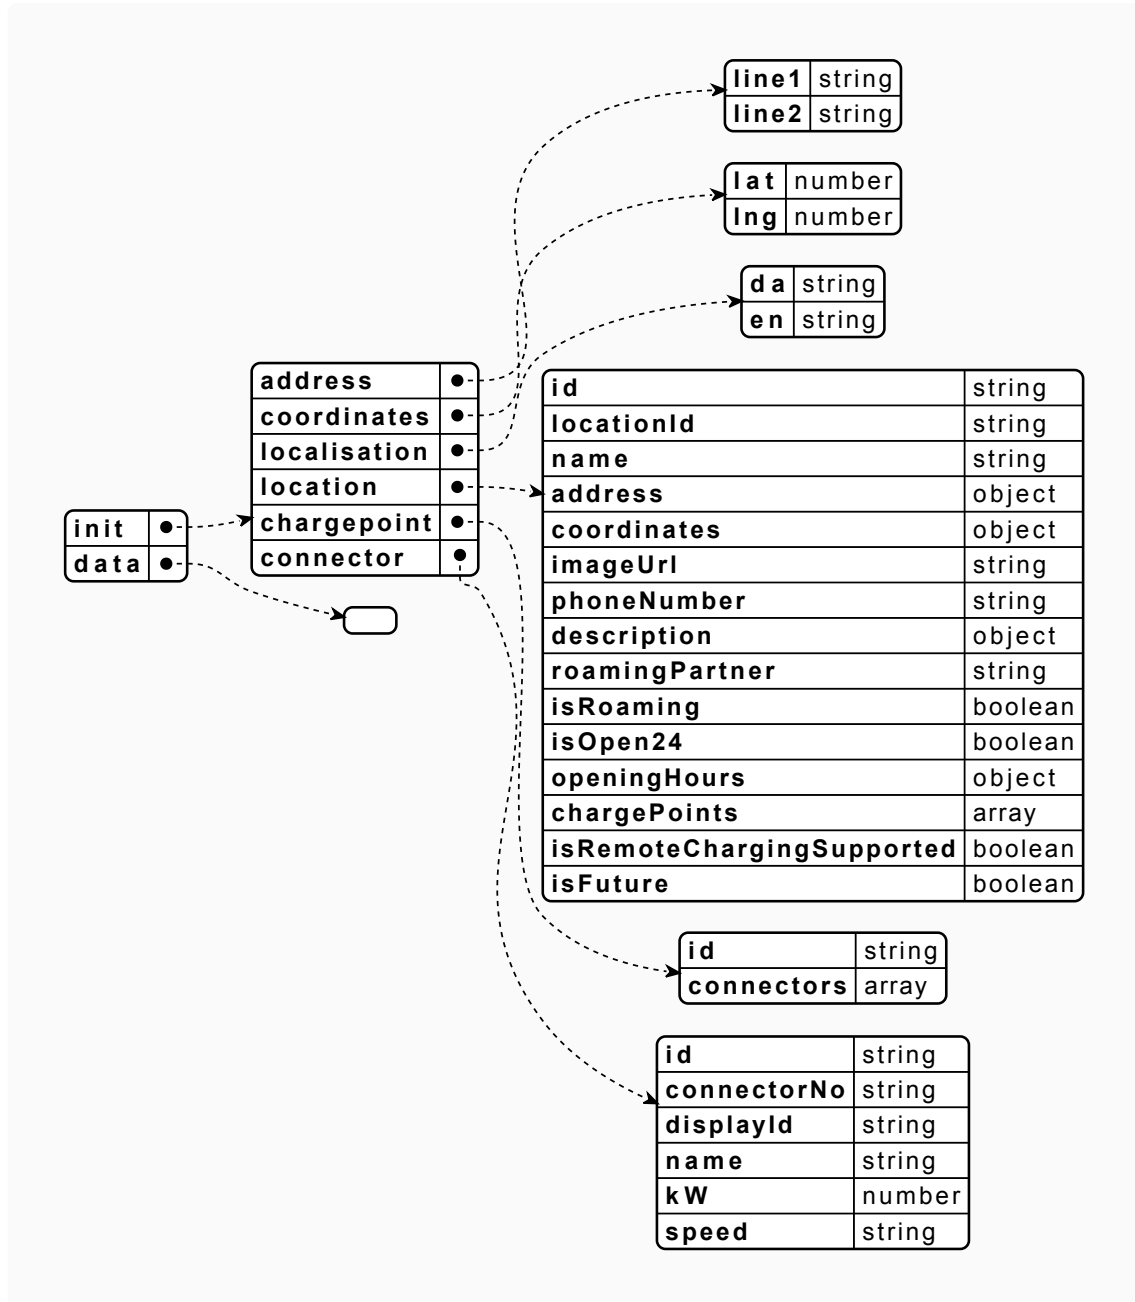 init
data
address
coordinates
localisation
location
chargepoint
connector
line1 string
line2 string
lat number
lng number
da string
en string
id string
locationId string
name string
address object
coordinates object
imageUrl string
phoneNumber string
description object
roamingPartner string
isRoaming boolean
isOpen24 boolean
openingHours object
chargePoints array
isRemoteChargingSupported boolean
isFuture boolean
id string
connectors array
id string
connectorNo string
displayId string
name string
kW number
speed string